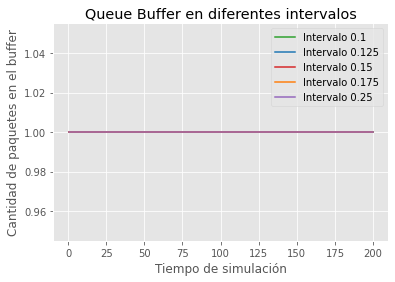 Queue Buffer en diferentes intervalos
Cantidad de paquetes en el buffer
1.04
1.02
1.00
0.98
0.96
Intervalo 0.1
Intervalo 0.125
Intervalo 0.15
Intervalo 0.175
Intervalo 0.25
0 25 50 75 100 125 150 175 200
Tiempo de simulación